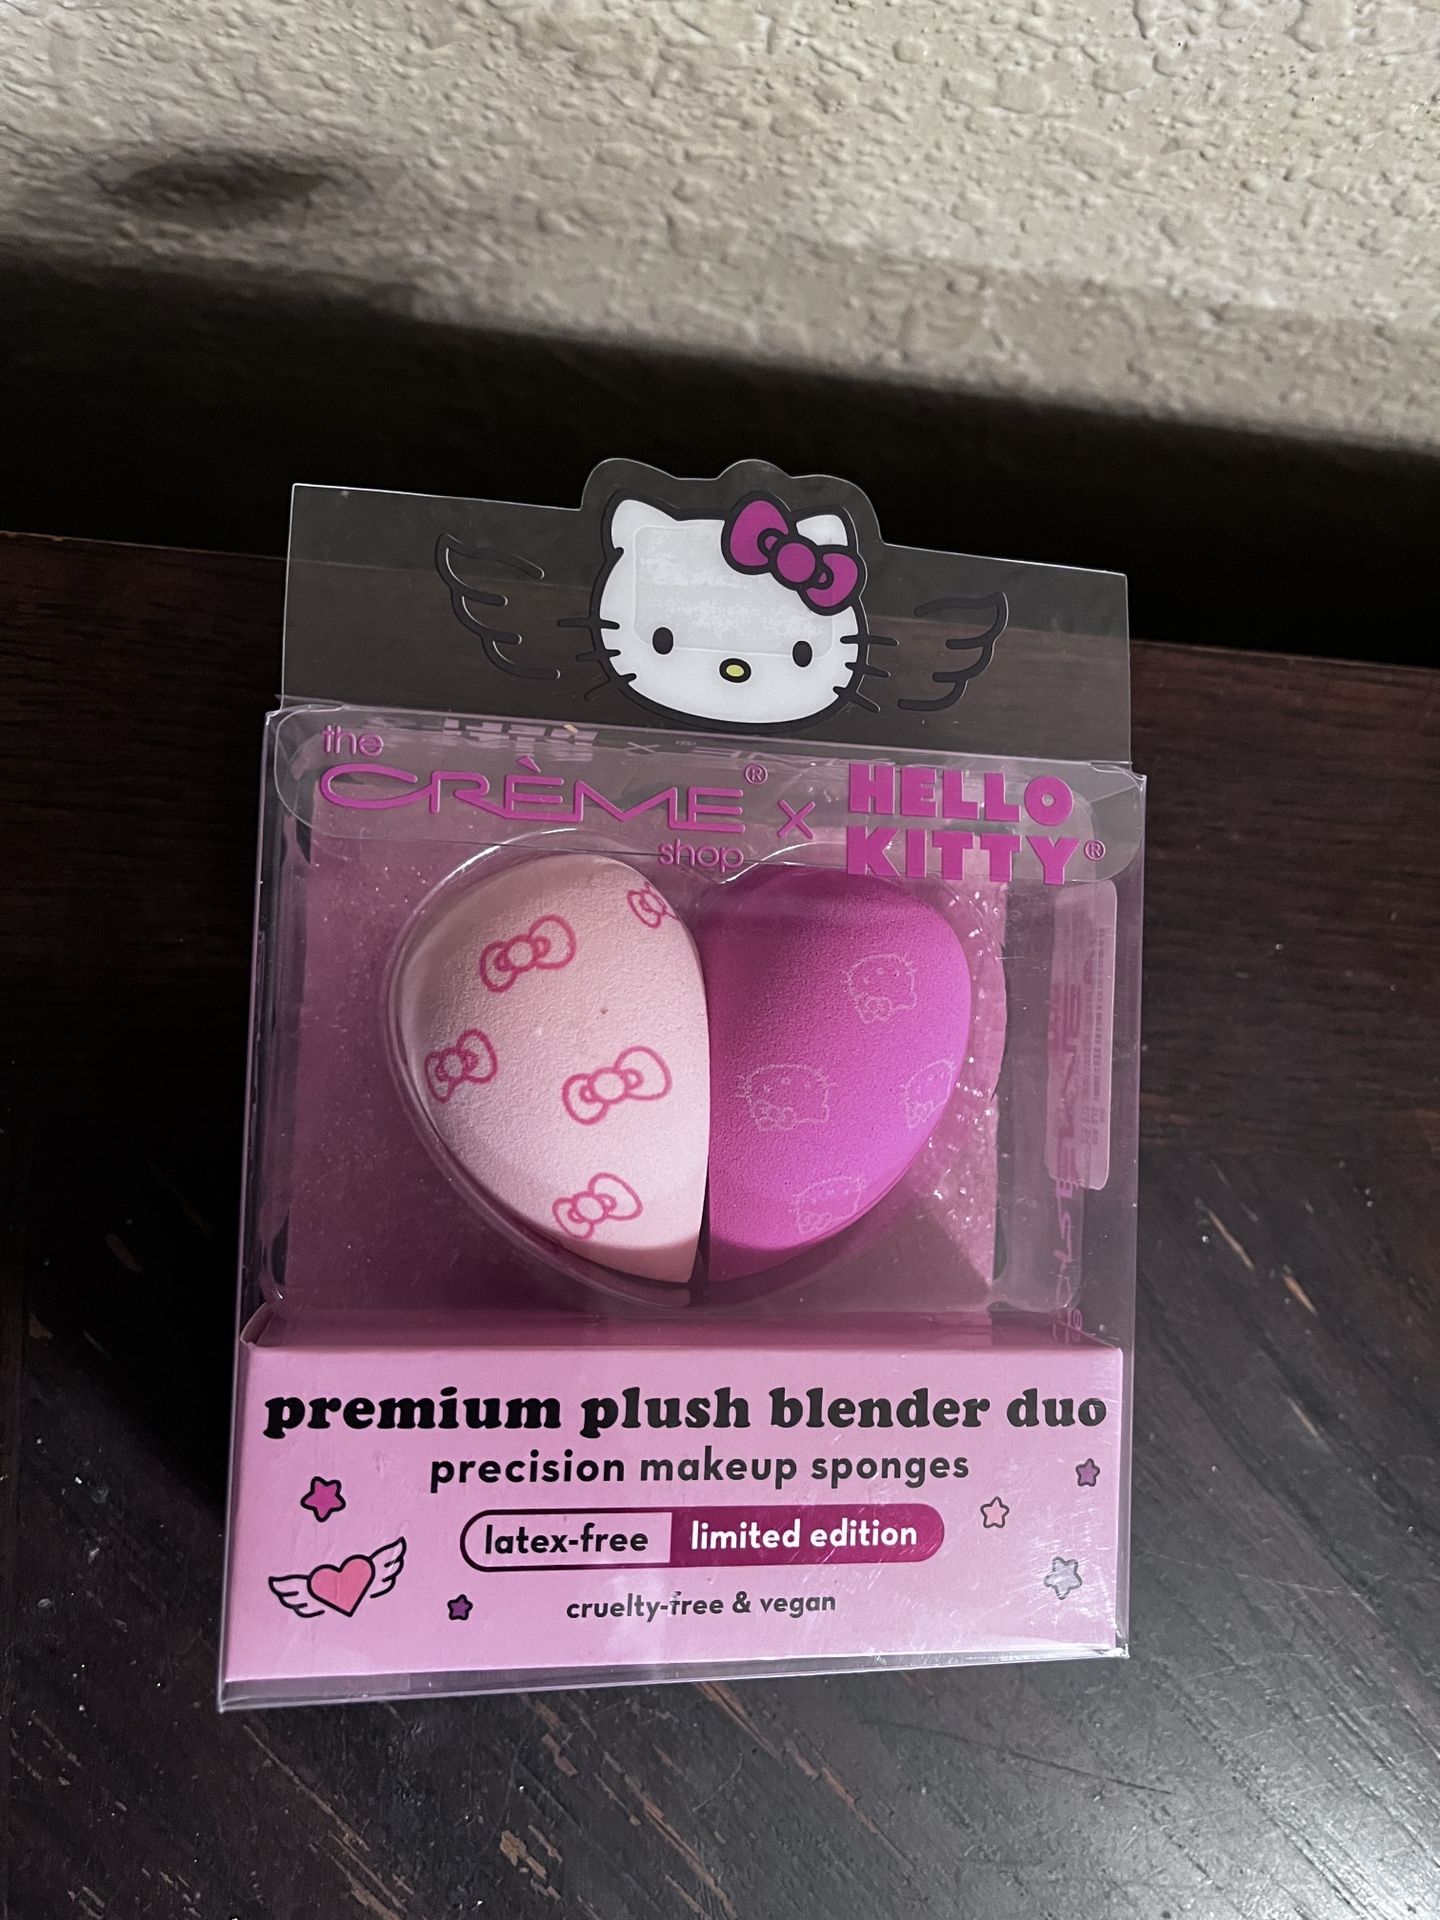 the
CRÈME®
shop
x
HELLO
KITTY®
premium plush blender duo
precision makeup sponges
latex-free limited edition
cruelty-free & vegan